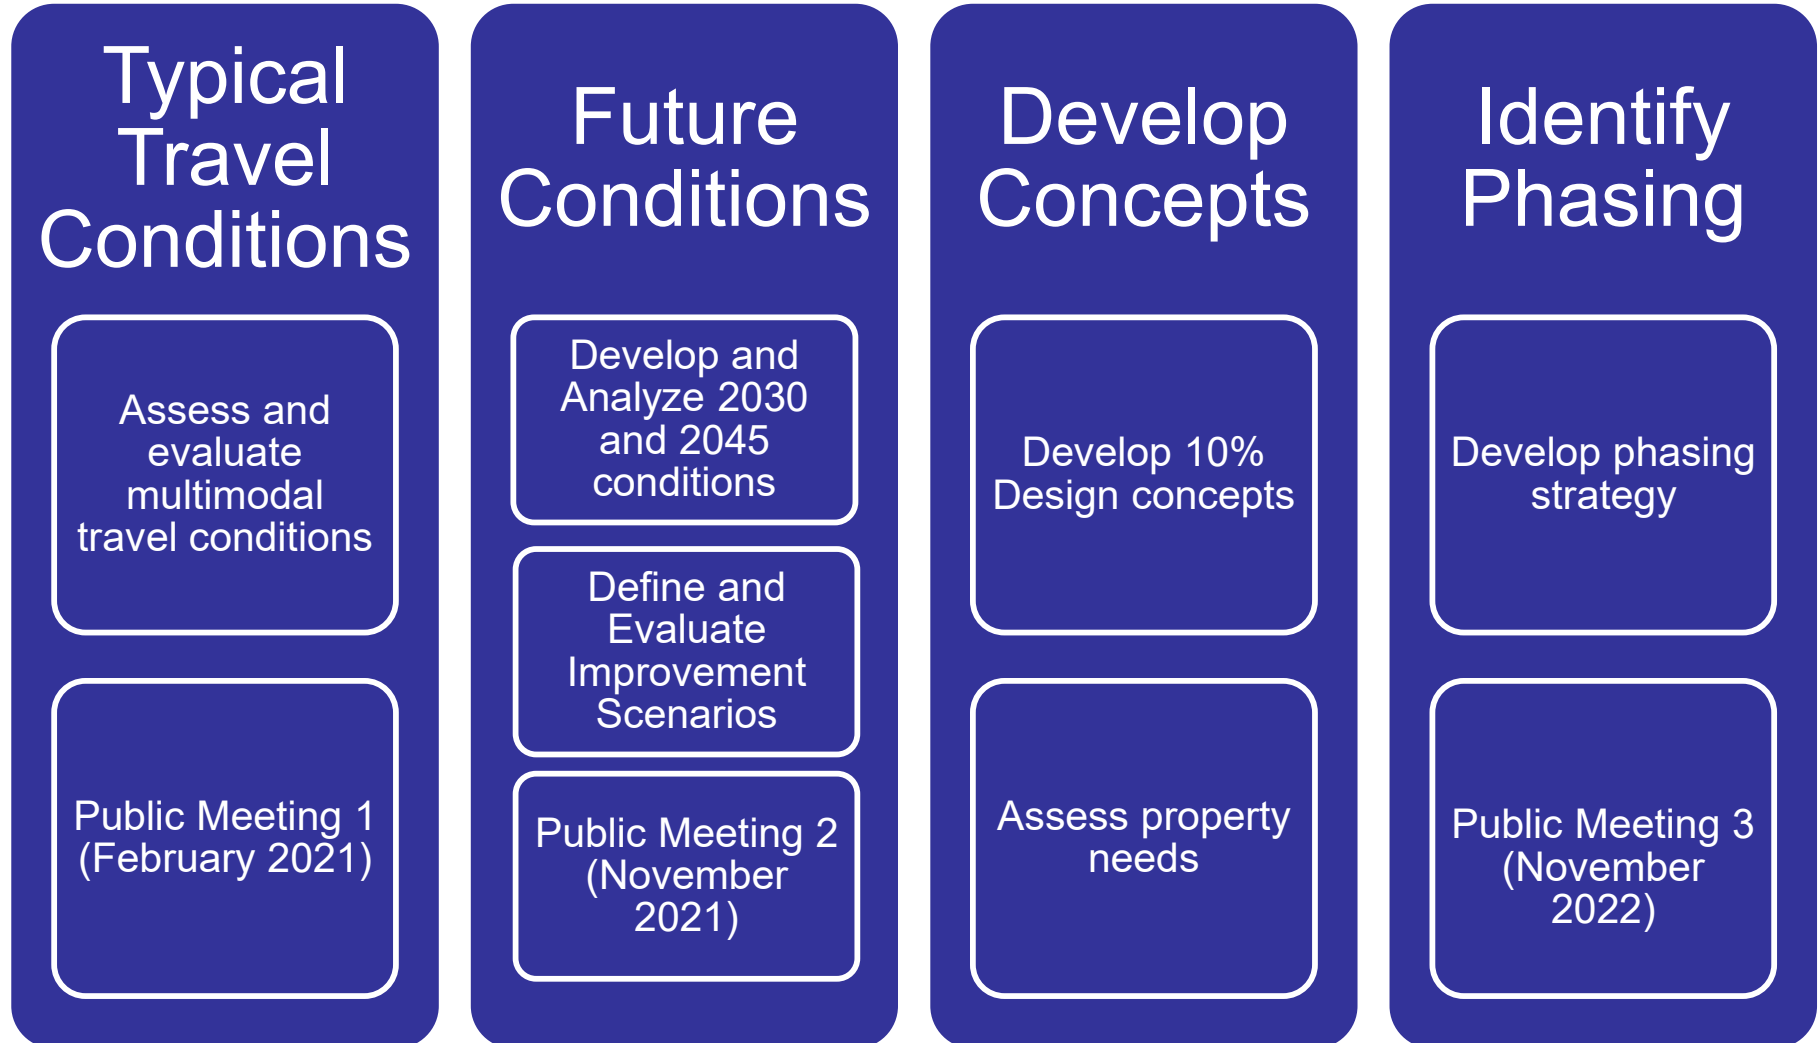 Typical
Travel
Conditions
Assess and
evaluate
multimodal
travel conditions
Public Meeting 1
(February 2021)
Future
Conditions
Develop and
Analyze 2030
and 2045
conditions
Define and
Evaluate
Improvement
Scenarios
Public Meeting 2
(November
2021)
Develop
Concepts
Develop 10%
Design concepts
Assess property
needs
Identify
Phasing
Develop phasing
strategy
Public Meeting 3
(November
2022)